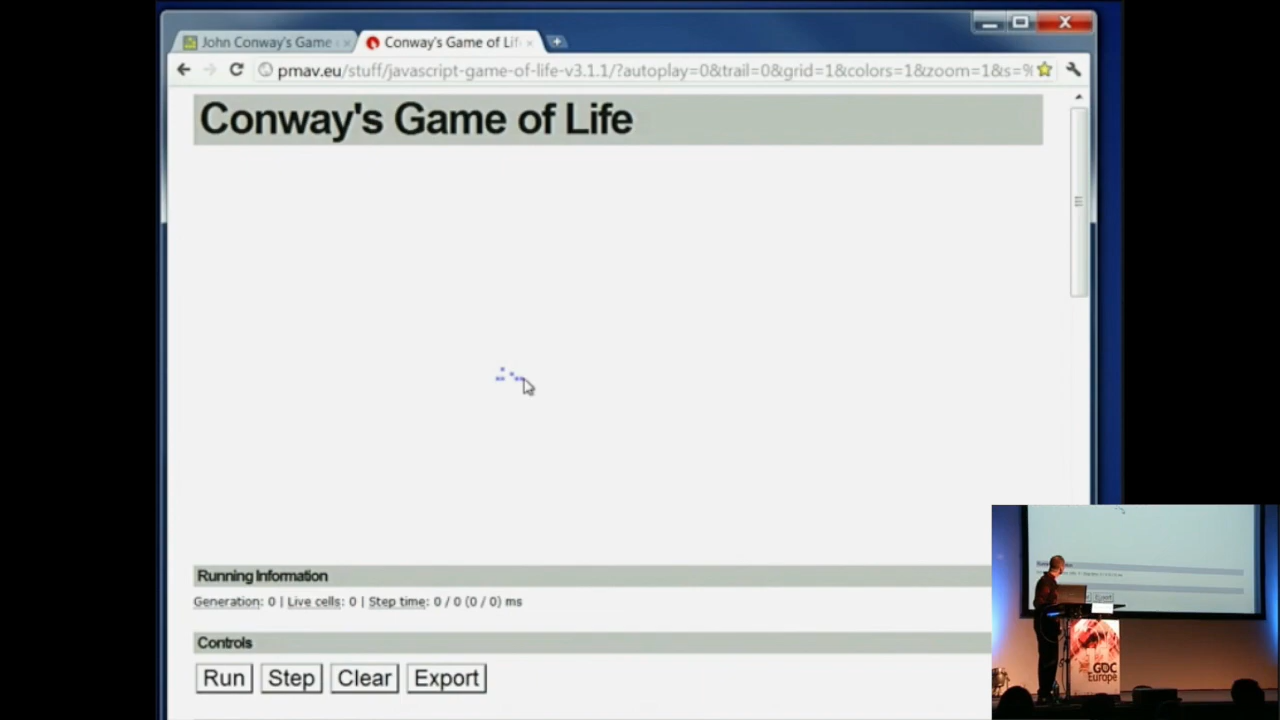 John Conway's Game
Conway's Game of Lif
pmav.eu/stuff/javascript-game-of-life-v3.1.1/?autoplay=0&trail=0&grid=1&colors=1&zoom=1&s=%
Conway's Game of Life
Running Information
Generation: 0 | Live cells: 0 | Step time: 0 / 0 (0 / 0) ms
Controls
Run Step Clear Export
GDC
Europe